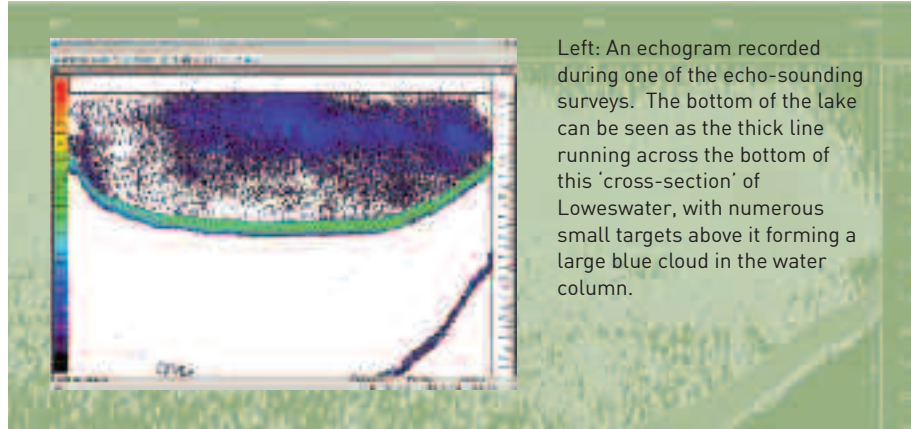 Left: An echogram recorded
during one of the echo-sounding
surveys.  The bottom of the lake
can be seen as the thick line
running across the bottom of
this ‘cross-section’ of
Loweswater, with numerous
small targets above it forming a
large blue cloud in the water
column.